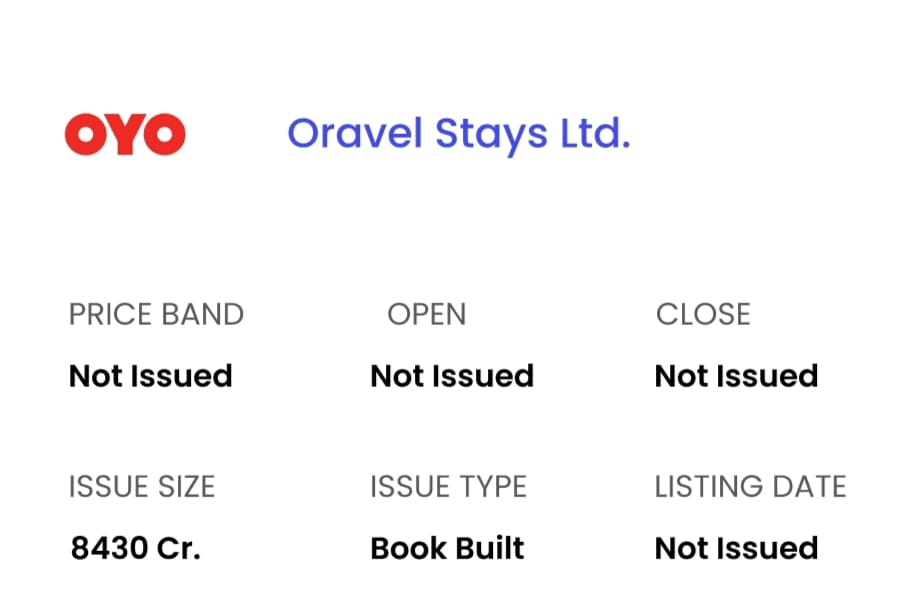 OYO Oravel Stays Ltd.
PRICE BAND OPEN CLOSE
Not Issued Not Issued Not Issued
ISSUE SIZE ISSUE TYPE LISTING DATE
8430 Cr. Book Built Not Issued